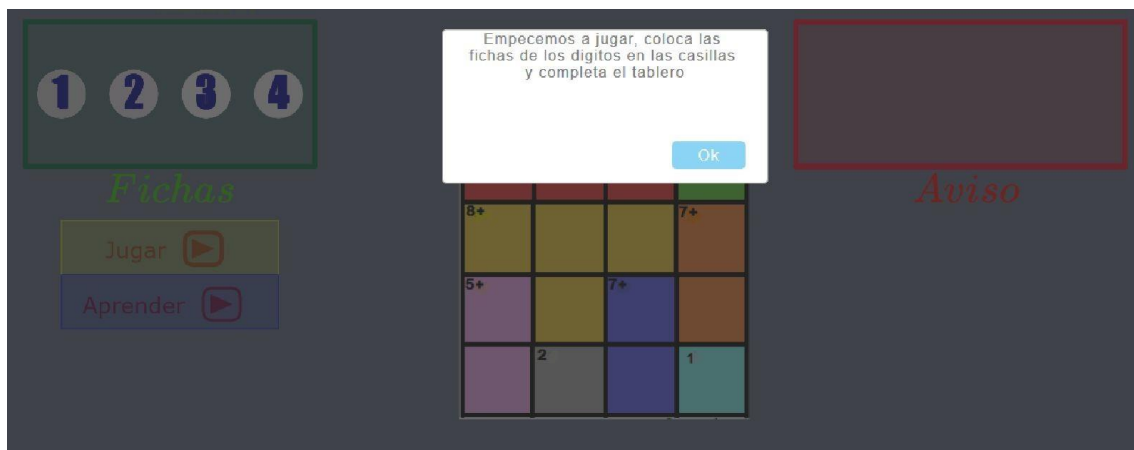 Empecemos a jugar, coloca las
fichas de los digitos en las casillas
y completa el tablero
Ok
1 2 3 4
Fichas
Jugar
Aprender
Aviso
8+ 7+
5+ 7+
2 1